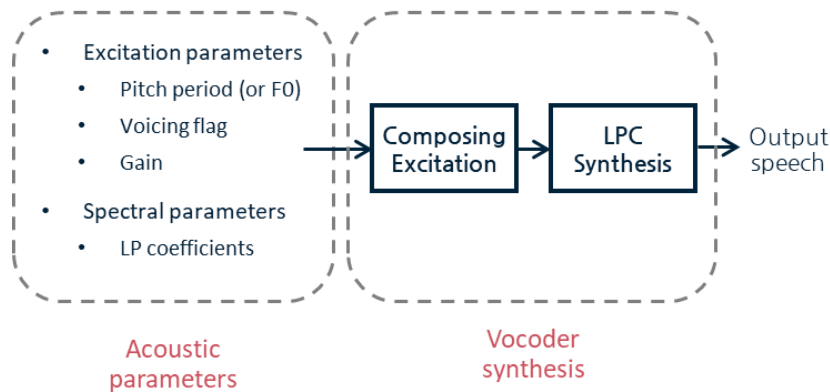 • Excitation parameters
• Pitch period (or F0)
• Voicing flag
• Gain
• Spectral parameters
• LP coefficients
Composing
Excitation
LPC
Synthesis
Output
speech
Acoustic
parameters
Vocoder
synthesis